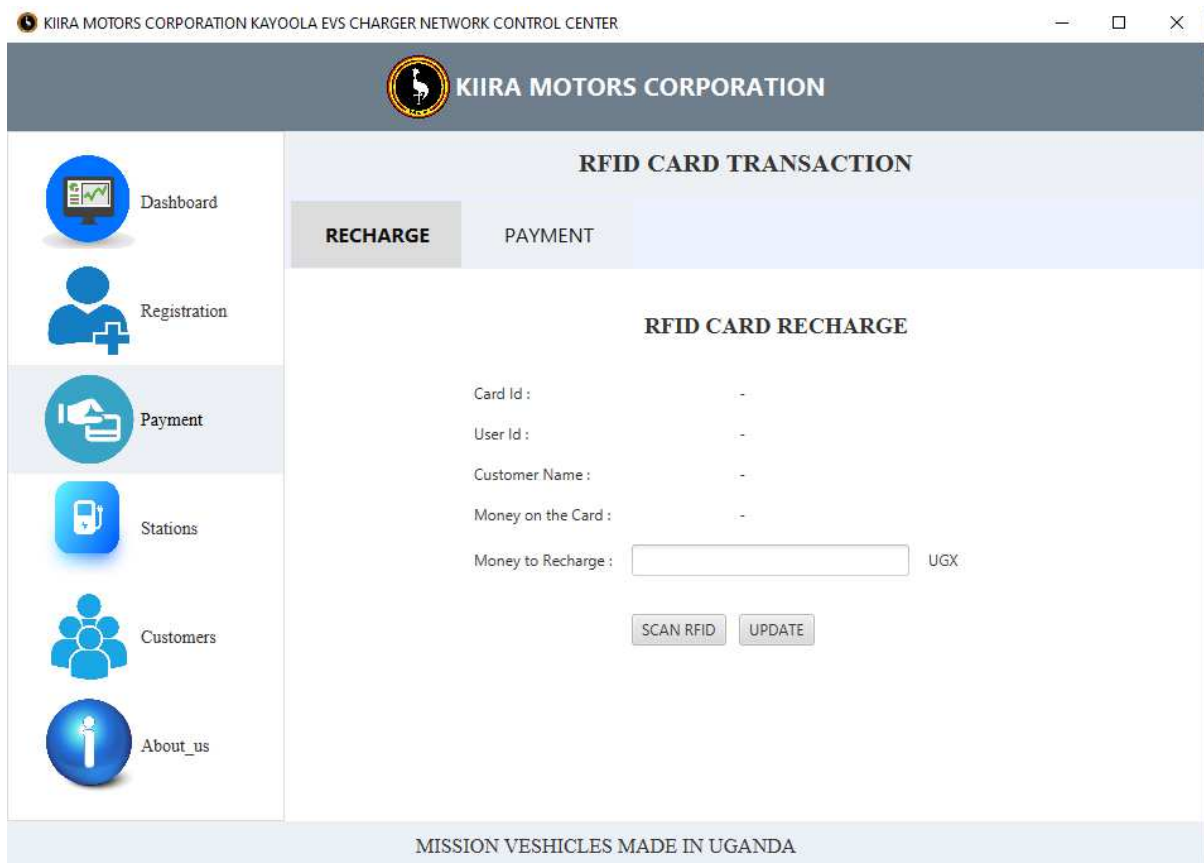 KIIRA MOTORS CORPORATION KAYOOLA EVS CHARGER NETWORK CONTROL CENTER
KIIRA MOTORS CORPORATION
Dashboard
Registration
Payment
Stations
Customers
About_us
RFID CARD TRANSACTION
RECHARGE PAYMENT
RFID CARD RECHARGE
Card Id : -
User Id : -
Customer Name : -
Money on the Card : -
Money to Recharge : UGX
SCAN RFID UPDATE
MISSION VESHICLES MADE IN UGANDA